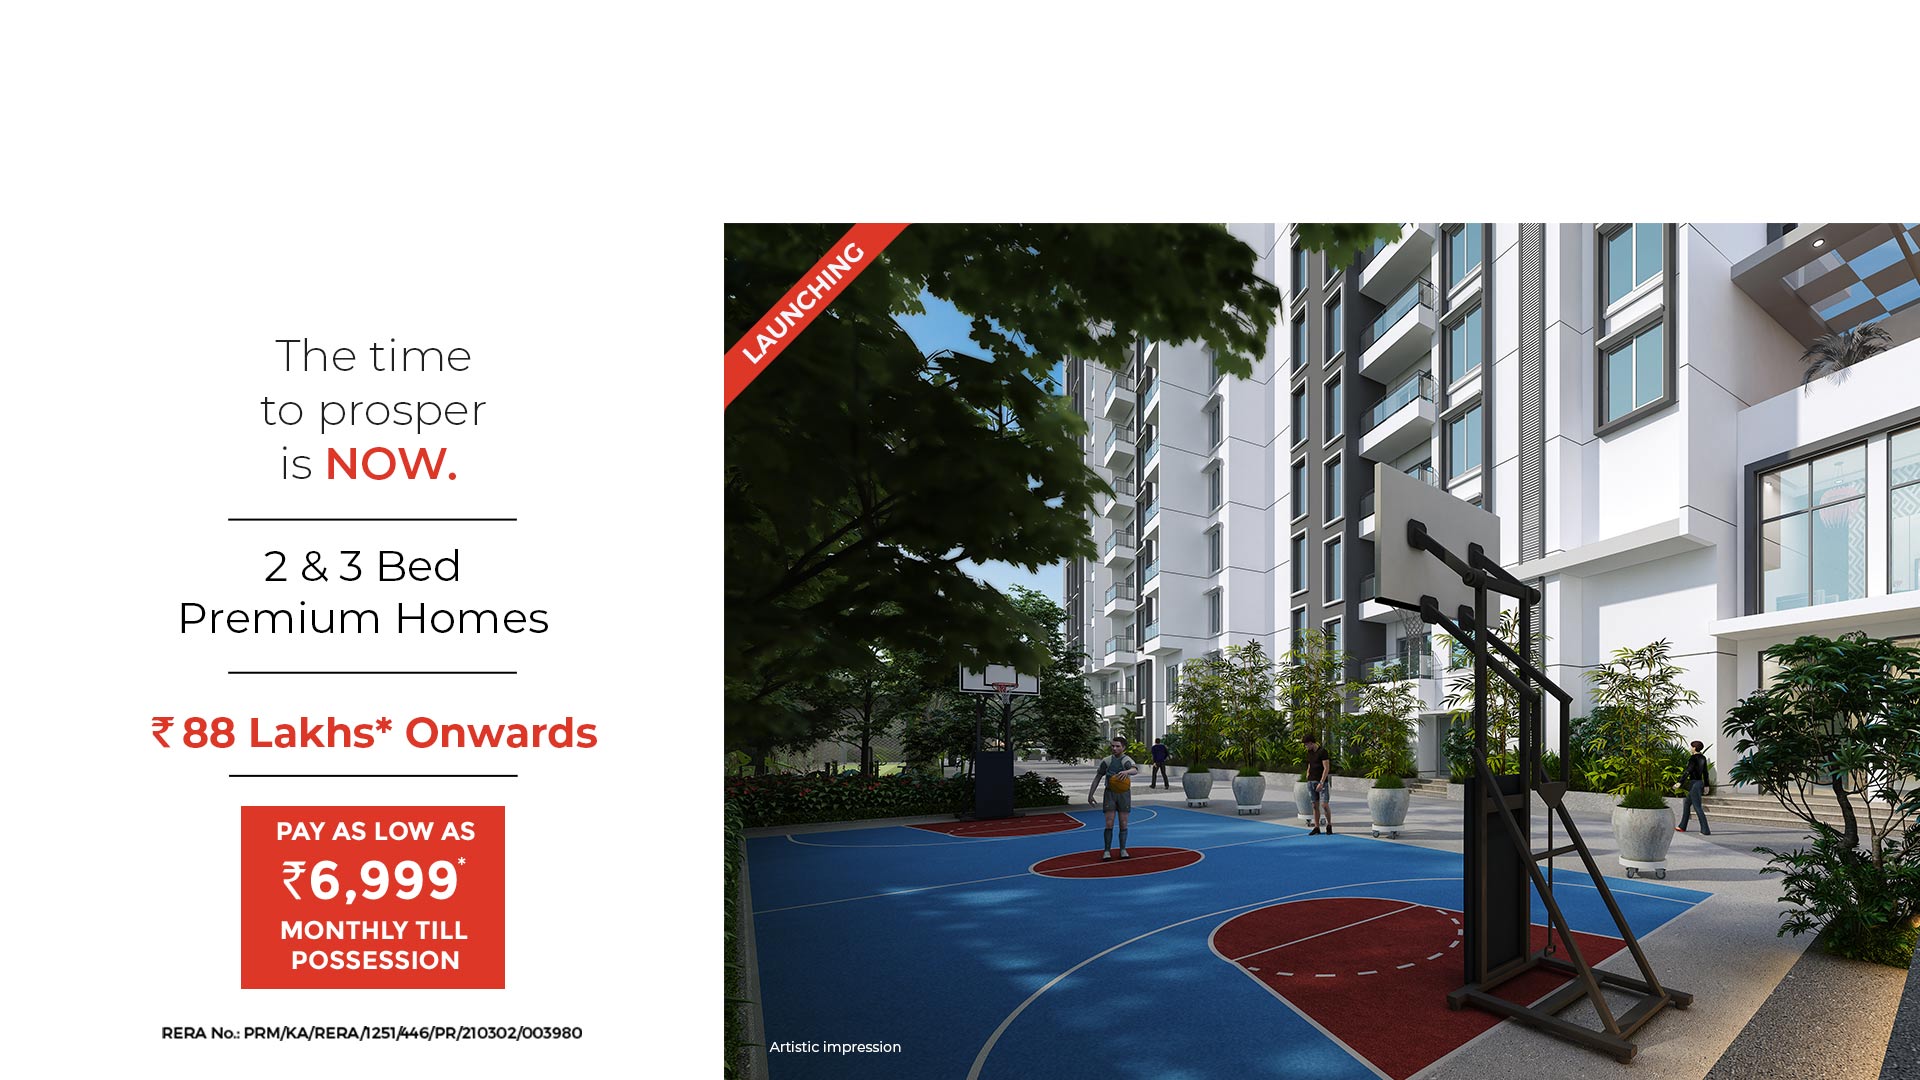 The time
to prosper
is NOW.
2 & 3 Bed
Premium Homes
₹ 88 Lakhs* Onwards
PAY AS LOW AS
₹6,999*
MONTHLY TILL
POSSESSION
RERA No.: PRM/KA/RERA/1251/446/PR/210302/003980
LAUNCHING
Artistic impression